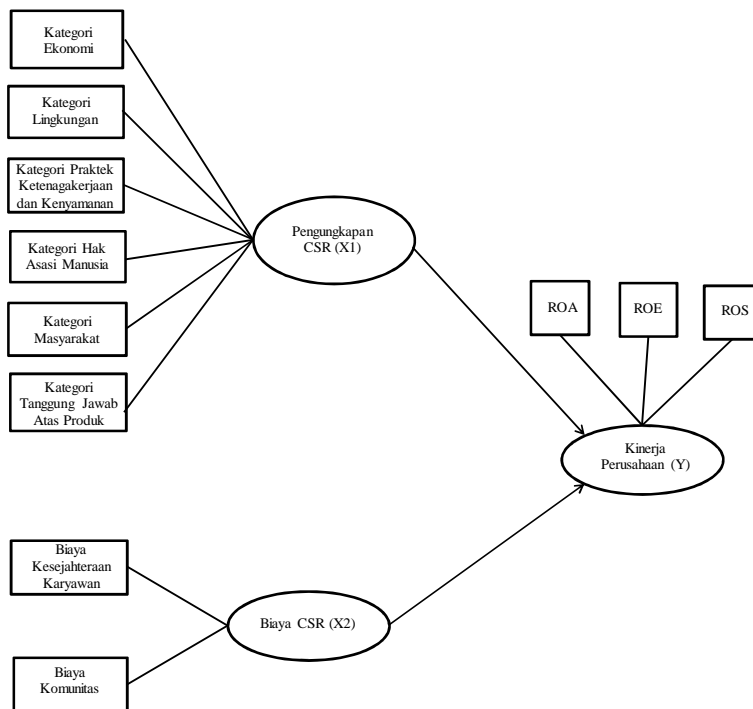 Kategori
Ekonomi
Kategori
Lingkungan
Kategori Praktek
Ketenagakerjaan
dan Kenyamanan
Kategori Hak
Asasi Manusia
Kategori
Masyarakat
Kategori
Tanggung Jawab
Atas Produk
Pengungkapan
CSR (X1)
ROA
ROE
ROS
Kinerja
Perusahaan (Y)
Biaya
Kesejahteraan
Karyawan
Biaya CSR (X2)
Biaya
Komunitas